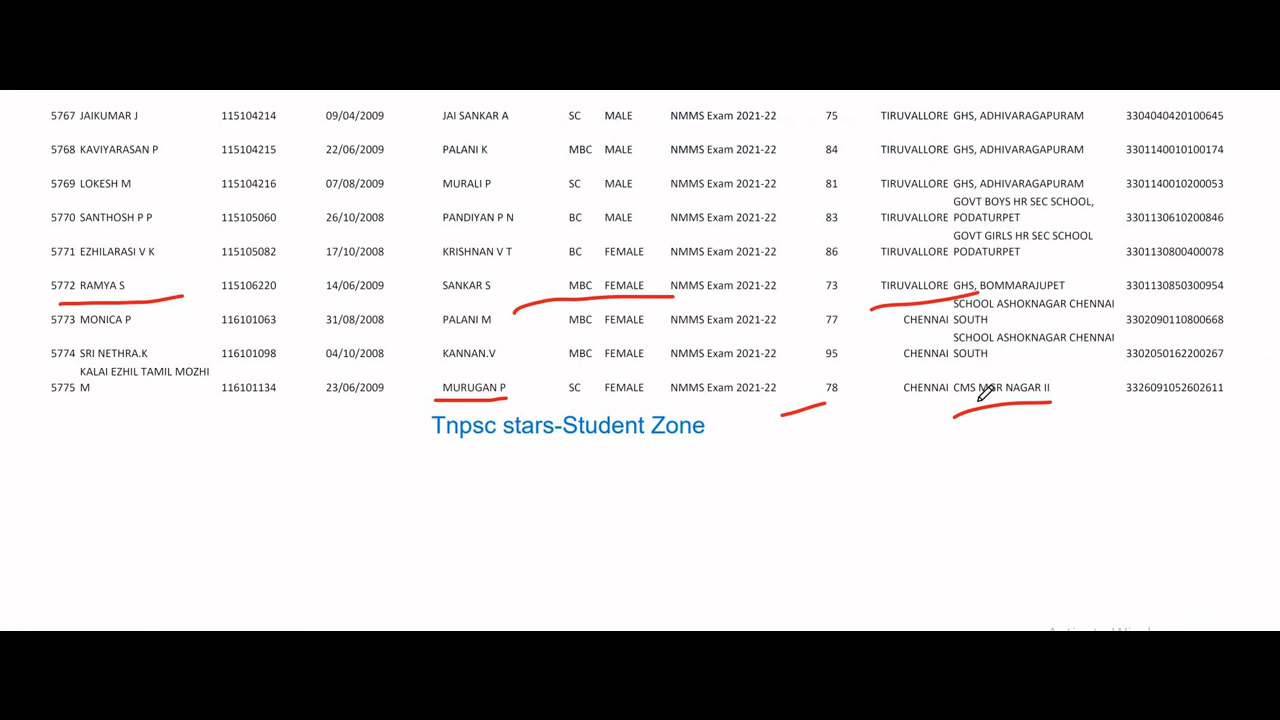 5767 JAIKUMAR J 115104214 09/04/2009 JAI SANKAR A SC MALE NMMS Exam 2021-22 75 TIRUVALLORE GHS, ADHIVARAGAPURAM 3304040420100645
5768 KAVIYARASAN P 115104215 22/06/2009 PALANI K MBC MALE NMMS Exam 2021-22 84 TIRUVALLORE GHS, ADHIVARAGAPURAM 3301140010100174
5769 LOKESH M 115104216 07/08/2009 MURALI P SC MALE NMMS Exam 2021-22 81 TIRUVALLORE GHS, ADHIVARAGAPURAM 3301140010200053
GOVT BOYS HR SEC SCHOOL,
5770 SANTHOSH P P 115105060 26/10/2008 PANDIYAN P N BC MALE NMMS Exam 2021-22 83 TIRUVALLORE PODATURPET 3301130610200846
GOVT GIRLS HR SEC SCHOOL
5771 EZHILARASI V K 115105082 17/10/2008 KRISHNAN V T BC FEMALE NMMS Exam 2021-22 86 TIRUVALLORE PODATURPET 3301130800400078
5772 RAMYA S 115106220 14/06/2009 SANKAR S MBC FEMALE NMMS Exam 2021-22 73 TIRUVALLORE GHS, BOMMARAJUPET 3301130850300954
SCHOOL ASHOKNAGAR CHENNAI
5773 MONICA P 116101063 31/08/2008 PALANI M MBC FEMALE NMMS Exam 2021-22 77 CHENNAI SOUTH 3302090110800668
SCHOOL ASHOKNAGAR CHENNAI
5774 SRI NETHRA.K 116101098 04/10/2008 KANNAN.V MBC FEMALE NMMS Exam 2021-22 95 CHENNAI SOUTH 3302050162200267
KALAI EZHIL TAMIL MOZHI
5775 M 116101134 23/06/2009 MURUGAN P SC FEMALE NMMS Exam 2021-22 78 CHENNAI CMS MGR NAGAR II 3326091052602611
Tnpsc stars-Student Zone